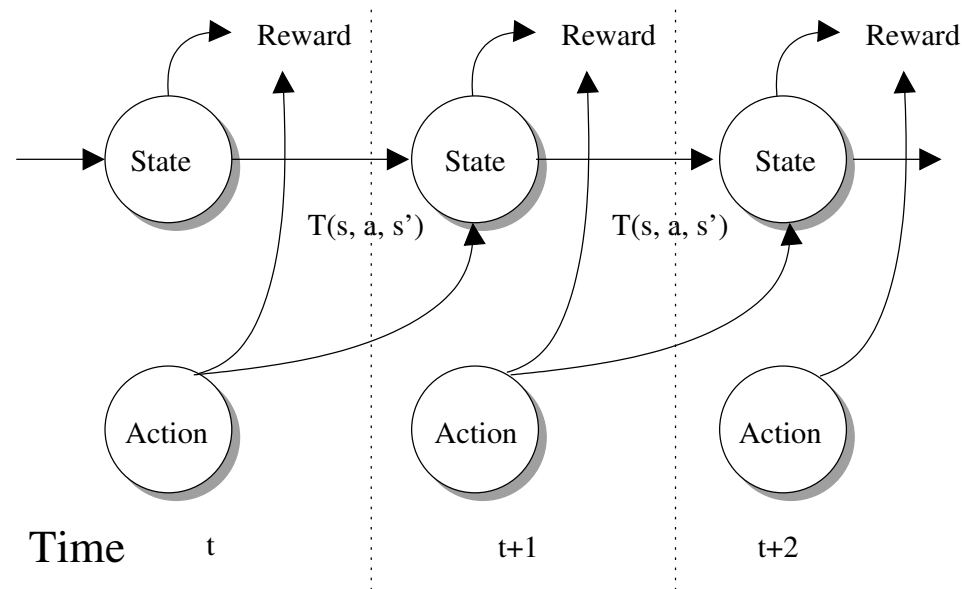 Reward Reward Reward
State State State
T(s, a, s’) T(s, a, s’)
Action Action Action
Time t t+1 t+2